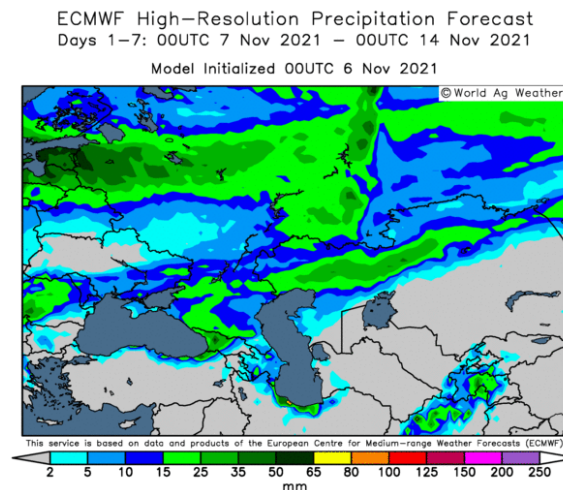 ECMWF High-Resolution Precipitation Forecast
Days 1-7: 00UTC 7 Nov 2021 - 00UTC 14 Nov 2021
Model Initialized 00UTC 6 Nov 2021
© World Ag Weather
This service is based on data and products of the European Centre for Medium-range Weather Forecasts (ECMWF)
2 5 10 15 25 35 50 65 80 100 125 150 200 250
mm